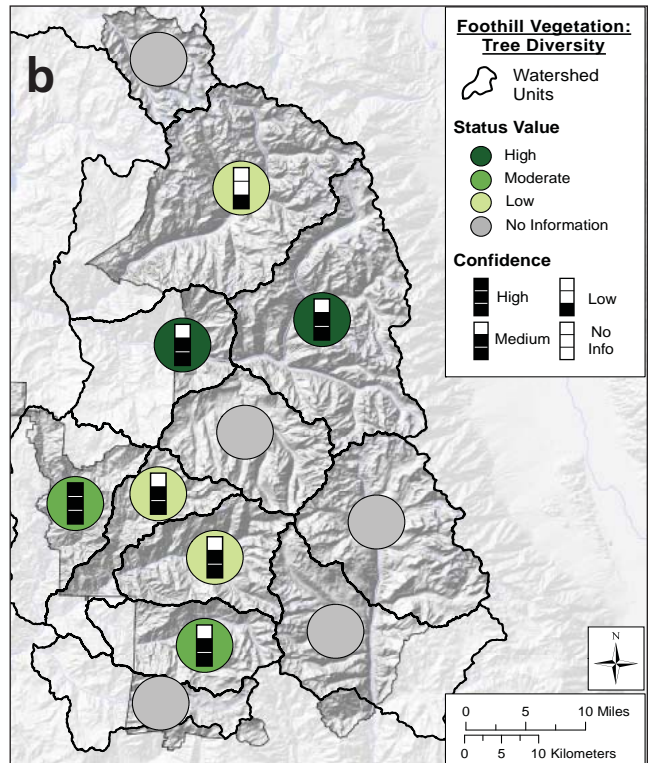 b
Foothill Vegetation:
Tree Diversity
Watershed
Units
Status Value
High
Moderate
Low
No Information
Confidence
High
Low
Medium
No
Info
N
0 5 10 Miles
0 5 10 Kilometers